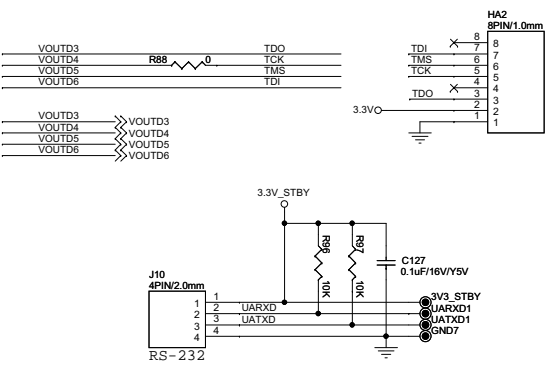 HA2
8PIN/1.0mm
VOUTD3 TDO
VOUTD4 R88 0 TCK
VOUTD5 TMS
VOUTD6 TDI
8 8
TDI 7 7
TMS 6 6
TCK 5 5
4 4
TDO 3 3
3.3V 2 2
1 1
VOUTD3 VOUTD3
VOUTD4 VOUTD4
VOUTD5 VOUTD5
VOUTD6 VOUTD6
3.3V_STBY
R96 10K
R97 10K
C127
0.1uF/16V/Y5V
J10
4PIN/2.0mm
1 1 3V3_STBY
2 2 UARXD UARXD1
3 3 UATXD UATXD1
4 4 GND7
RS-232